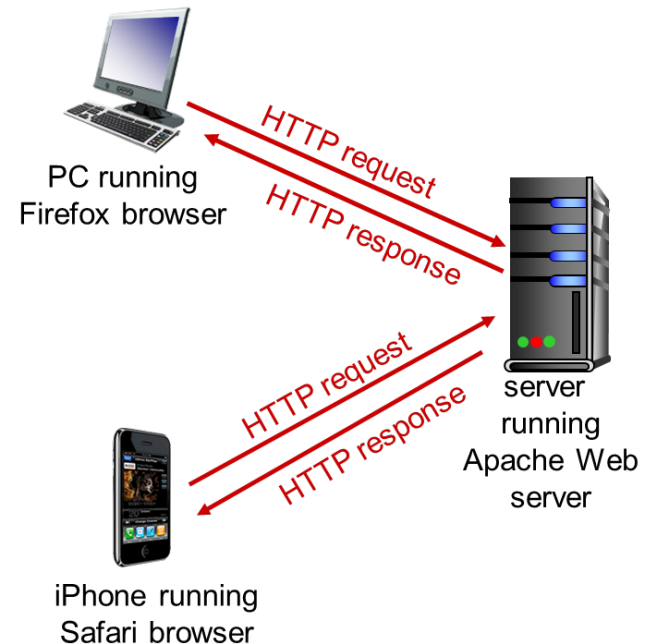 HTTP request
PC running
Firefox browser
HTTP response
HTTP request
server
running
Apache Web
server
HTTP response
iPhone running
Safari browser